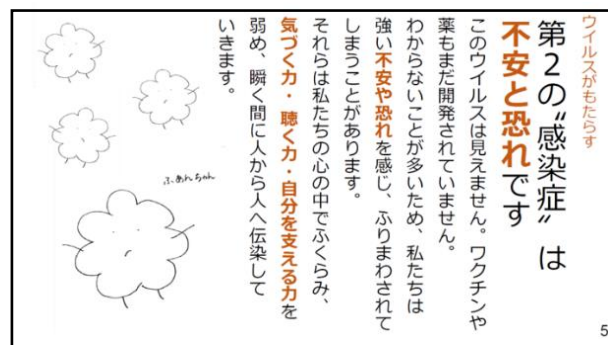 ウイルスがもたらす
第2の”感染症”は
不安と恐れです
このウイルスは見えません。ワクチンや
薬もまだ開発されていません。
わからないことが多いため、私たちは
強い不安や恐れを感じ、ふりまわされて
しまうことがあります。
それらは私たちの心の中でふくらみ、
気づく力・聴く力・自分を支える力を
弱め、瞬く間に人から人へ伝染して
いきます。
ふあんちゃん
5